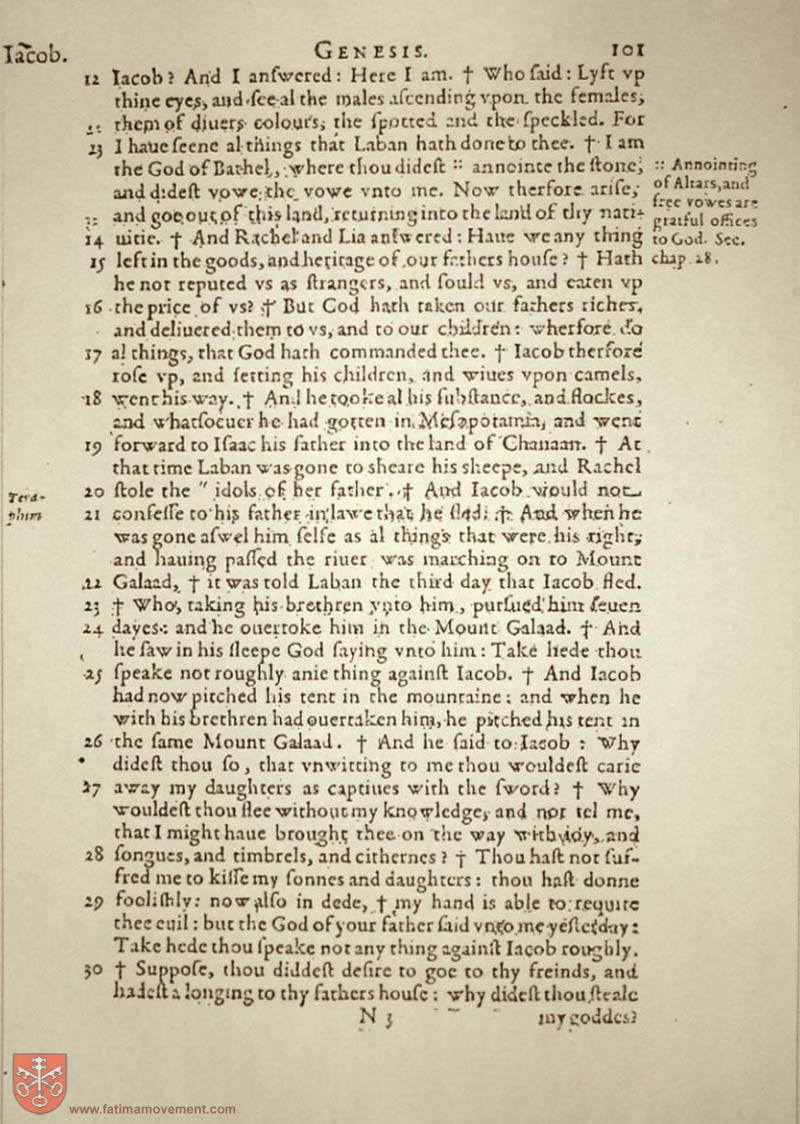 Iacob.
GENESIS.
101
12 Iacob? And I anſwered: Here I am. † Who ſaid: Lyft vp
thine eyes, and ſee al the males aſcending vpon the females,
them of diuers colours, the ſpotted and the ſpeckled. For
13 I haue ſeene al things that Laban hath done to thee. † I am
the God of Bethel, where thou dideſt :: annointe the ſtone,
and dideſt vowe the vowe vnto me. Now therfore ariſe,
and goe out of this land, returning into the land of thy nati-
14 uitie. † And Rachel and Lia anſwered: Haue we any thing
15 left in the goods, and heritage of our fathers houſe? † Hath
he not reputed vs as ſtrangers, and ſould vs, and eaten vp
16 the price of vs? † But God hath taken our fathers riches,
and deliuered them to vs, and to our children: wherfore do
17 al things, that God hath commanded thee. † Iacob therfore
roſe vp, and ſetting his children, and wiues vpon camels,
18 went his way. † And he tooke al his ſubſtance, and flockes,
and whatſoeuer he had gotten in Meſopotamia, and went
19 forward to Iſaac his father into the land of Chanaan. † At
that time Laban was gone to sheare his sheepe, and Rachel
20 ſtole the " idols of her father. † And Iacob would not
21 confeſſe to his father in lawe that he fled. † And when he
was gone aſwel him ſelfe as al things that were his right,
and hauing paſſed the riuer was marching on to Mount
22 Galaad, † it was told Laban the third day that Iacob fled.
23 † Who, taking his brethren vnto him, purſued him ſeuen
24 dayes: and he ouertoke him in the Mount Galaad. † And
he ſaw in his ſleepe God ſaying vnto him: Take hede thou
25 ſpeake not roughly anie thing againſt Iacob. † And Iacob
had now pitched his tent in the mountaine: and when he
with his brethren had ouertaken him, he pitched his tent in
26 the ſame Mount Galaad. † And he ſaid to Iacob: Why
dideſt thou ſo, that vnwitting to me thou wouldeſt carie
27 away my daughters as captiues with the ſword? † Why
wouldeſt thou flee without my knowledge, and not tel me,
that I might haue brought thee on the way with ioy, and
28 ſongues, and timbrels, and cithernes? † Thou haſt not ſuf-
fred me to kiſſe my ſonnes and daughters: thou haſt donne
29 foolishly: now alſo in dede, † my hand is able to requite
thee euil: but the God of your father ſaid vnto me yeſterday:
Take hede thou ſpeake not any thing againſt Iacob roughly.
30 † Suppoſe, thou diddeſt deſire to goe to thy freinds, and
hadeſt a longing to thy fathers houſe: why dideſt thou ſteale
N 3
my goddes?
:: Annointing
of Altars, and
free vowes are
gratful offices
to God. See.
chap. 28.
Tera-
phim
www.fatimamovement.com